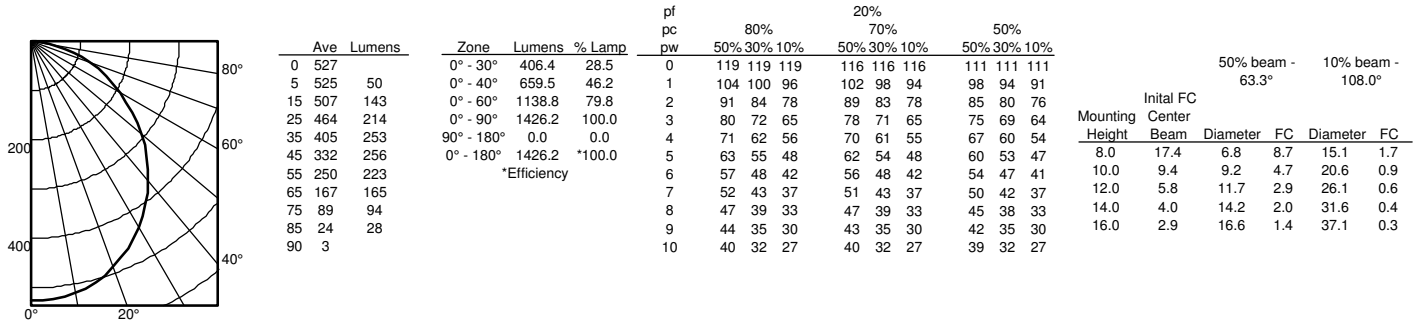 200
400
0° 20°
80°
60°
40°
Ave Lumens
0 527
5 525 50
15 507 143
25 464 214
35 405 253
45 332 256
55 250 223
65 167 165
75 89 94
85 24 28
90 3
Zone Lumens % Lamp
0° - 30° 406.4 28.5
0° - 40° 659.5 46.2
0° - 60° 1138.8 79.8
0° - 90° 1426.2 100.0
90° - 180° 0.0 0.0
0° - 180° 1426.2 *100.0
*Efficiency
pf 20%
pc 80% 70% 50%
pw 50% 30% 10% 50% 30% 10% 50% 30% 10%
0 119 119 119 116 116 116 111 111 111
1 104 100 96 102 98 94 98 94 91
2 91 84 78 89 83 78 85 80 76
3 80 72 65 78 71 65 75 69 64
4 71 62 56 70 61 55 67 60 54
5 63 55 48 62 54 48 60 53 47
6 57 48 42 56 48 42 54 47 41
7 52 43 37 51 43 37 50 42 37
8 47 39 33 47 39 33 45 38 33
9 44 35 30 43 35 30 42 35 30
10 40 32 27 40 32 27 39 32 27
50% beam - 10% beam -
63.3° 108.0°
Inital FC
Mounting Center
Height Beam Diameter FC Diameter FC
8.0 17.4 6.8 8.7 15.1 1.7
10.0 9.4 9.2 4.7 20.6 0.9
12.0 5.8 11.7 2.9 26.1 0.6
14.0 4.0 14.2 2.0 31.6 0.4
16.0 2.9 16.6 1.4 37.1 0.3